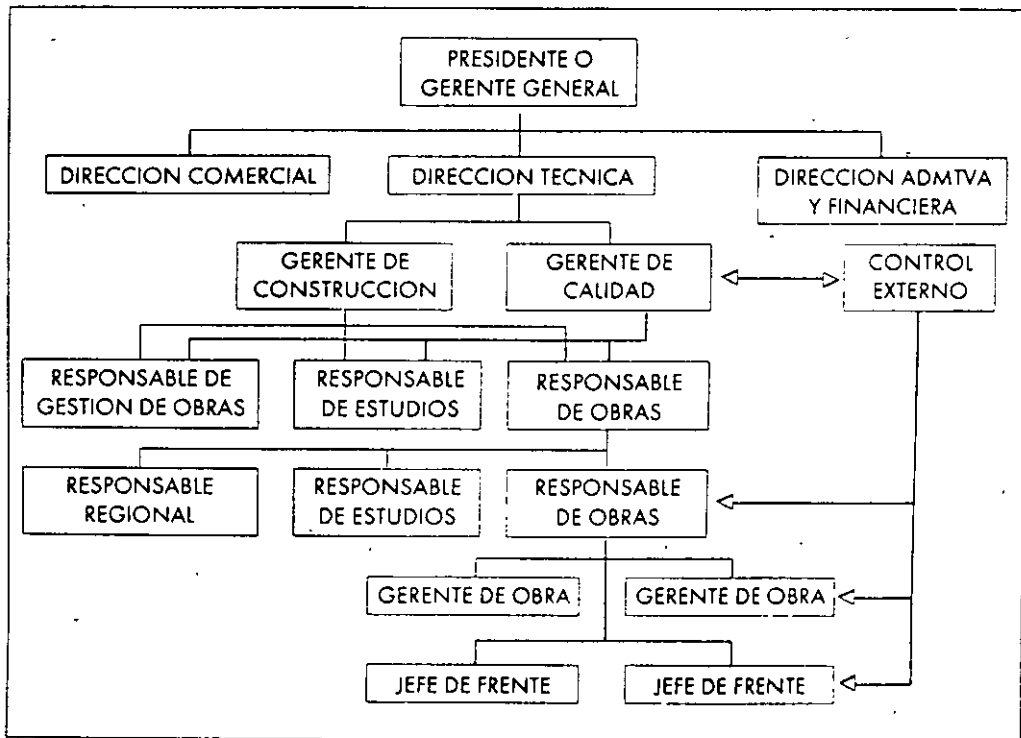 PRESIDENTE O
GERENTE GENERAL
DIRECCION COMERCIAL
DIRECCION TECNICA
DIRECCION ADMTVA
Y FINANCIERA
GERENTE DE
CONSTRUCCION
GERENTE DE
CALIDAD
CONTROL
EXTERNO
RESPONSABLE DE
GESTION DE OBRAS
RESPONSABLE
DE ESTUDIOS
RESPONSABLE
DE OBRAS
RESPONSABLE
REGIONAL
RESPONSABLE
DE ESTUDIOS
RESPONSABLE
DE OBRAS
GERENTE DE OBRA
GERENTE DE OBRA
JEFE DE FRENTE
JEFE DE FRENTE